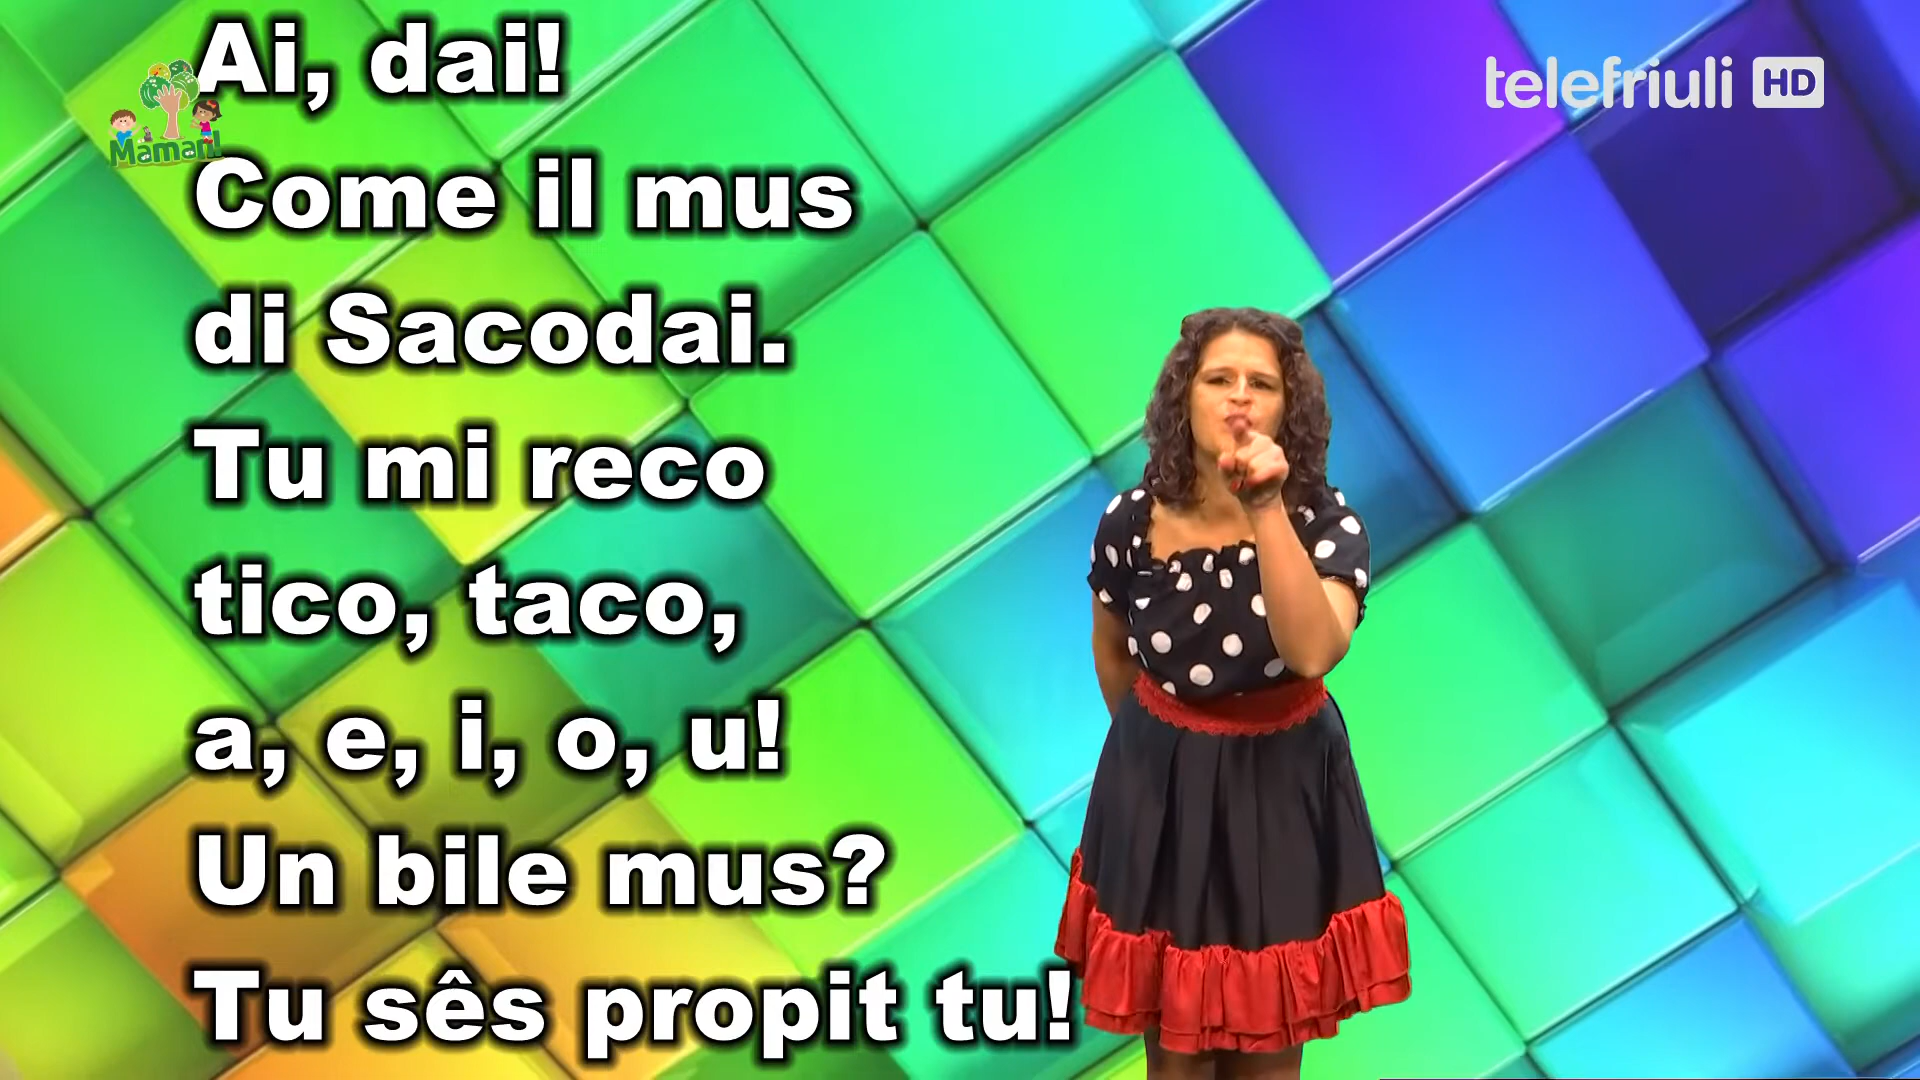 Ai, dai!
telefriuli HD
Maman!
Come il mus
di Sacodai.
Tu mi reco
tico, taco,
a, e, i, o, u!
Un bile mus?
Tu sês propit tu!